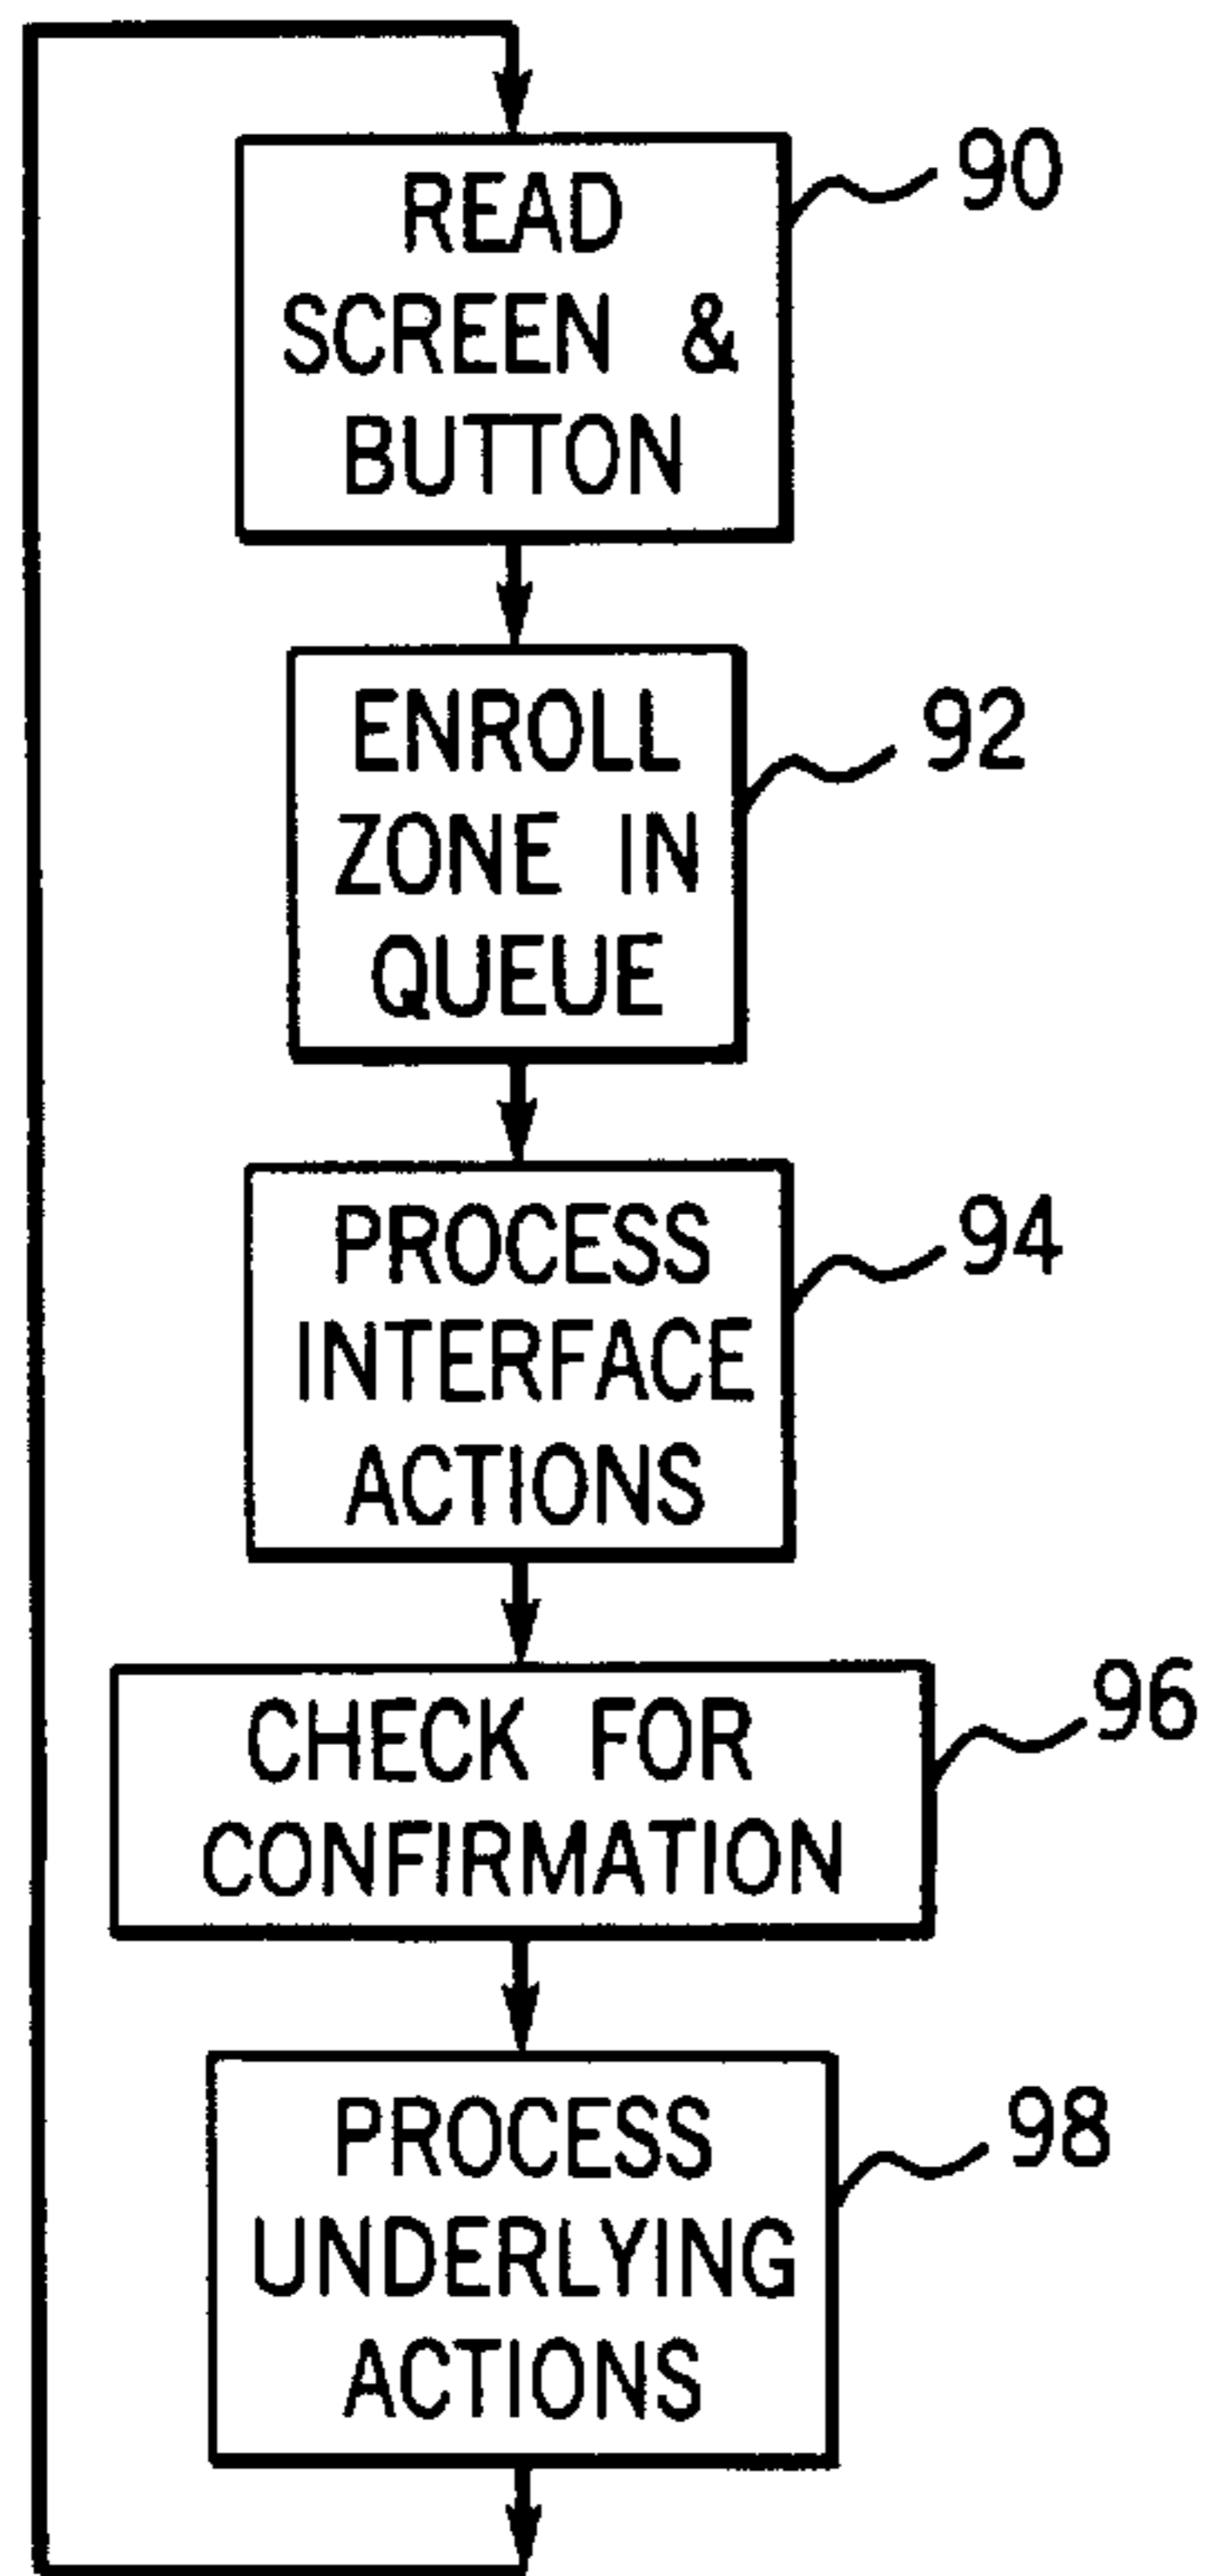 READ
SCREEN &
BUTTON
90
ENROLL
ZONE IN
QUEUE
92
PROCESS
INTERFACE
ACTIONS
94
CHECK FOR
CONFIRMATION
96
PROCESS
UNDERLYING
ACTIONS
98